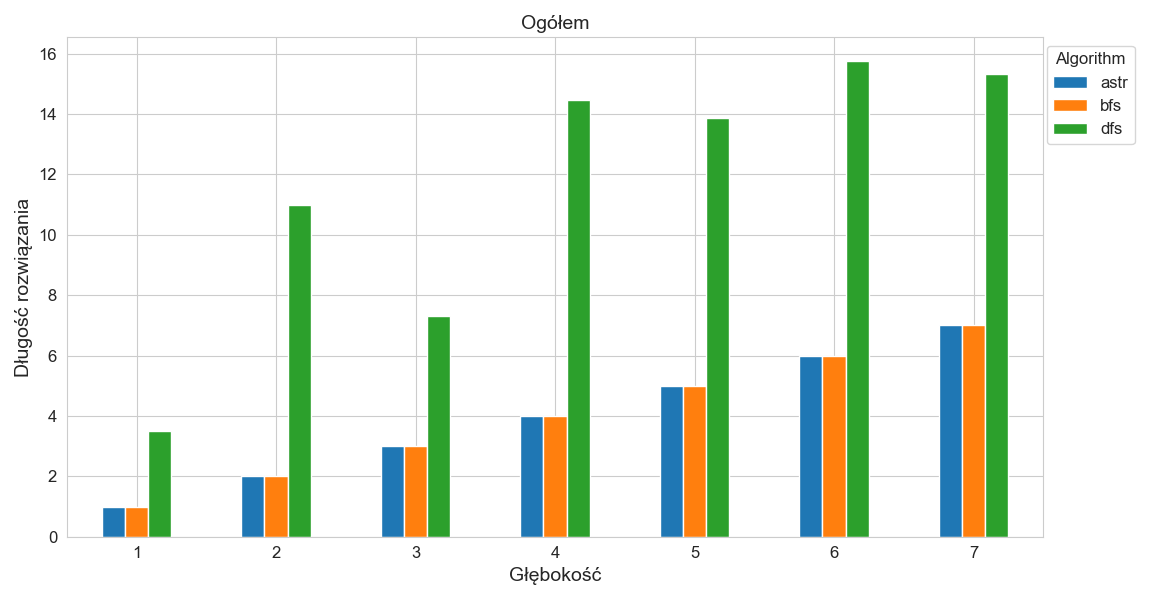 Ogółem
Długość rozwiązania
16
14
12
10
8
6
4
2
0
1 2 3 4 5 6 7
Głębokość
Algorithm
astr
bfs
dfs